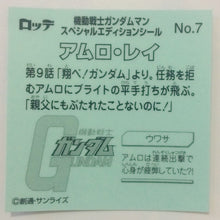 ロッテ
機動戦士ガンダムマン
スペシャルエディションシール
No.7
アムロ・レイ
第9話「翔べ!ガンダム」より。任務を拒
むアムロにブライトの平手打ちが飛ぶ。
「親父にもぶたれたことないのに!」
機動戦士
ガンダム
GUNDAM
ウワサ
アムロは連続出撃で
心身が疲弊していた?!
©創通・サンライズ